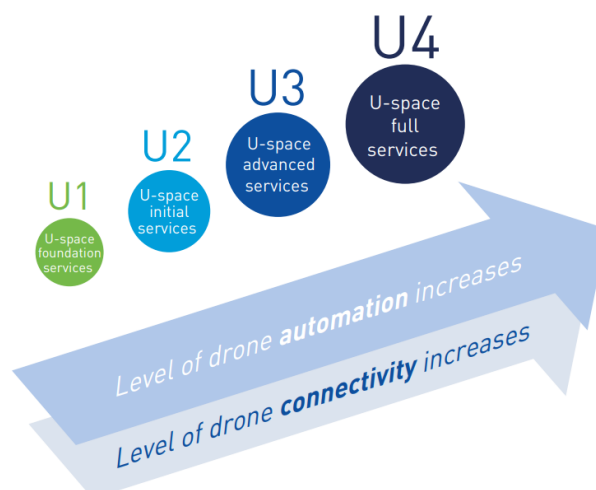 U1
U-space
foundation
services
U2
U-space
initial
services
U3
U-space
advanced
services
U4
U-space
full
services
Level of drone automation increases
Level of drone connectivity increases